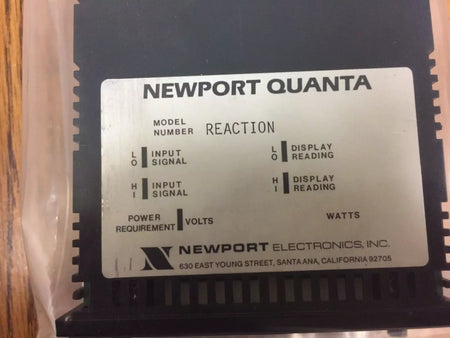 NEWPORT QUANTA
MODEL
NUMBER REACTION
LO INPUT SIGNAL
LO DISPLAY READING
HI INPUT SIGNAL
HI DISPLAY READING
POWER
REQUIREMENT VOLTS WATTS
NEWPORT ELECTRONICS, INC.
630 EAST YOUNG STREET, SANTA ANA, CALIFORNIA 92705